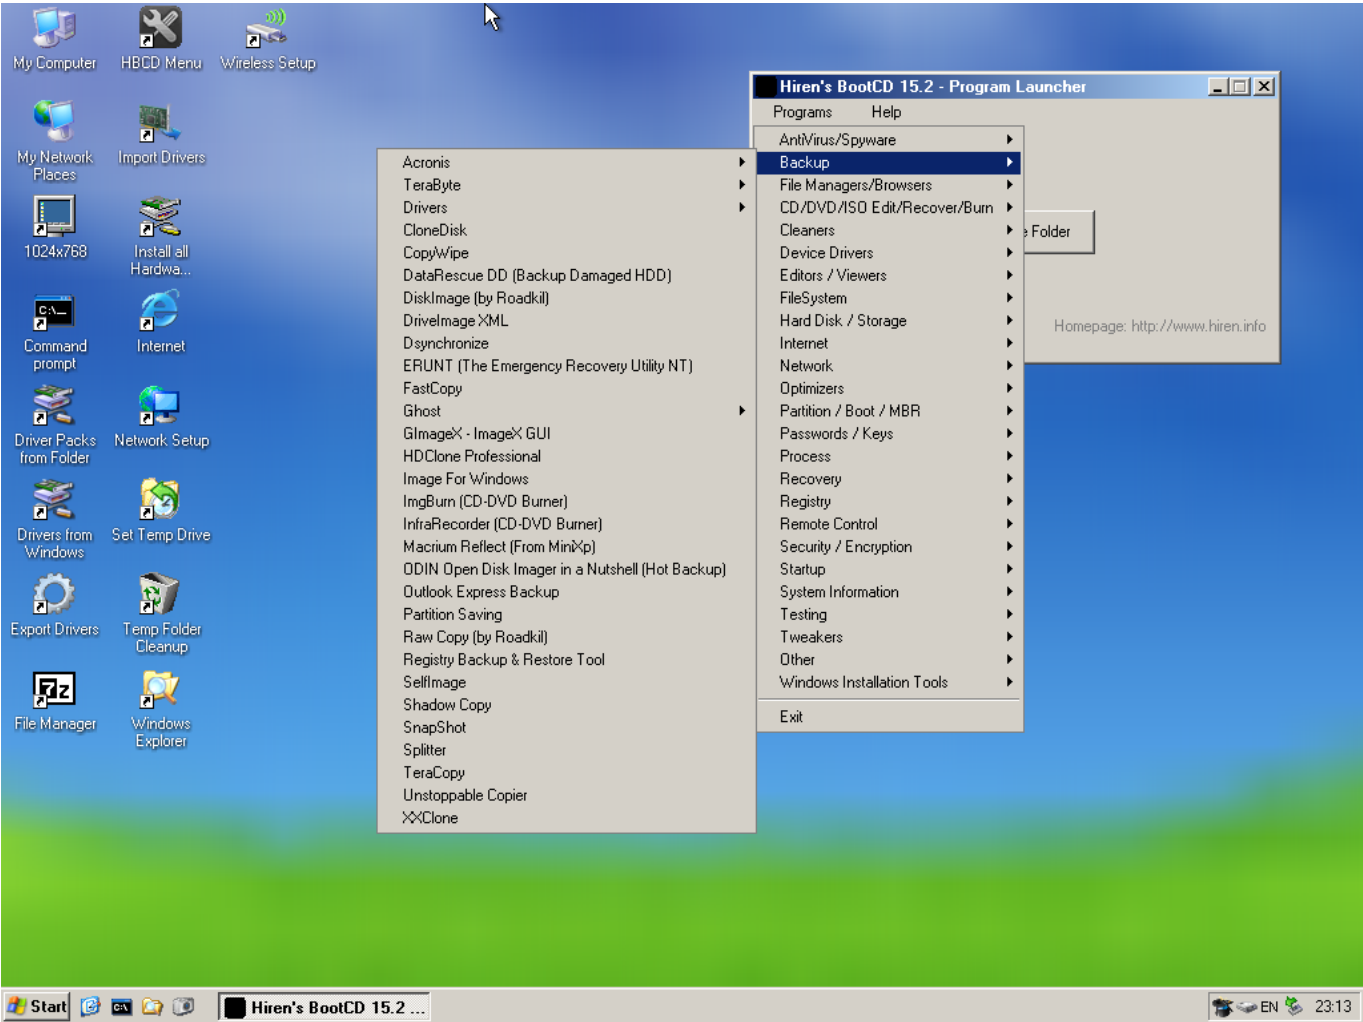 My Computer
HBCD Menu
Wireless Setup
My Network
Places
Import Drivers
1024x768
Install all
Hardwa...
C:\_
Command
prompt
Internet
Driver Packs
from Folder
Network Setup
Drivers from
Windows
Set Temp Drive
Export Drivers
Temp Folder
Cleanup
7z
File Manager
Windows
Explorer
Hiren's BootCD 15.2 - Program Launcher
Programs Help
e Folder
Homepage: http://www.hiren.info
AntiVirus/Spyware
Backup
File Managers/Browsers
CD/DVD/ISO Edit/Recover/Burn
Cleaners
Device Drivers
Editors / Viewers
FileSystem
Hard Disk / Storage
Internet
Network
Optimizers
Partition / Boot / MBR
Passwords / Keys
Process
Recovery
Registry
Remote Control
Security / Encryption
Startup
System Information
Testing
Tweakers
Other
Windows Installation Tools
Exit
Acronis
TeraByte
Drivers
CloneDisk
CopyWipe
DataRescue DD (Backup Damaged HDD)
DiskImage (by Roadkil)
DriveImage XML
Dsynchronize
ERUNT (The Emergency Recovery Utility NT)
FastCopy
Ghost
GImageX - ImageX GUI
HDClone Professional
Image For Windows
ImgBurn (CD-DVD Burner)
InfraRecorder (CD-DVD Burner)
Macrium Reflect (From MiniXp)
ODIN Open Disk Imager in a Nutshell (Hot Backup)
Outlook Express Backup
Partition Saving
Raw Copy (by Roadkil)
Registry Backup & Restore Tool
SelfImage
Shadow Copy
SnapShot
Splitter
TeraCopy
Unstoppable Copier
XXClone
Start
Hiren's BootCD 15.2 ...
EN
23:13